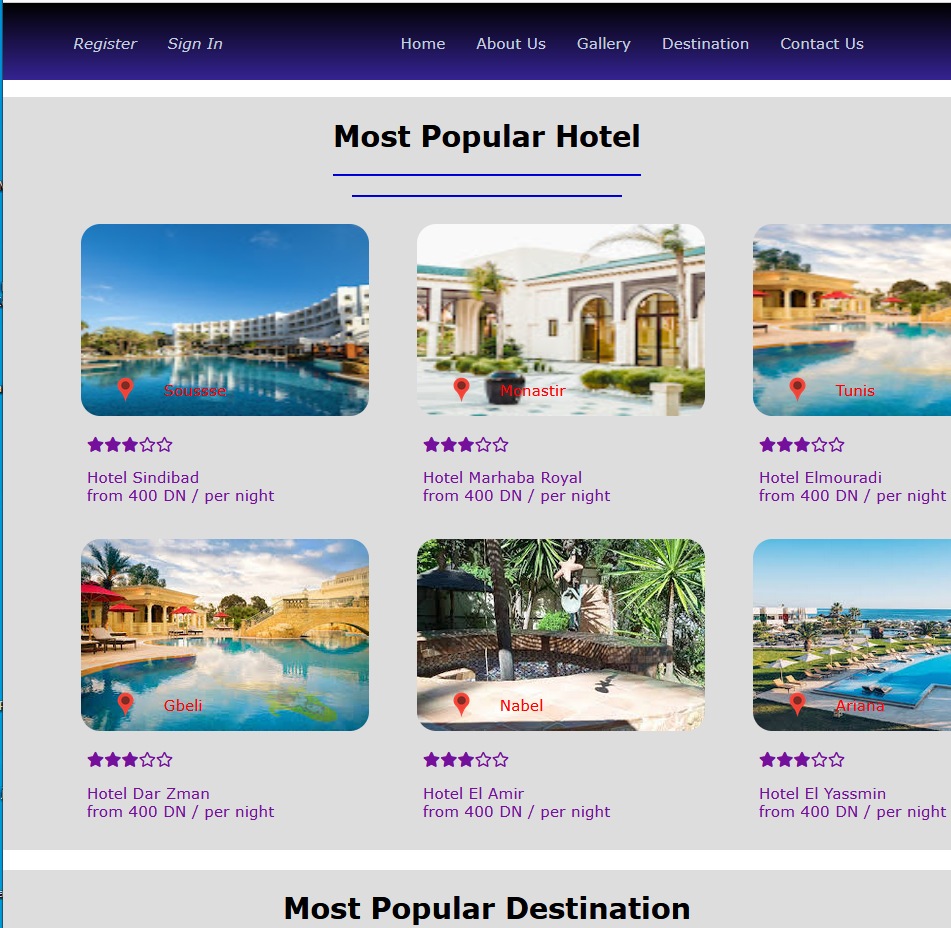 Register Sign In Home About Us Gallery Destination Contact Us
Most Popular Hotel
Soussse Monastir Tunis
Hotel Sindibad Hotel Marhaba Royal Hotel Elmouradi
from 400 DN / per night from 400 DN / per night from 400 DN / per night
Gbeli Nabel Ariana
Hotel Dar Zman Hotel El Amir Hotel El Yassmin
from 400 DN / per night from 400 DN / per night from 400 DN / per night
Most Popular Destination